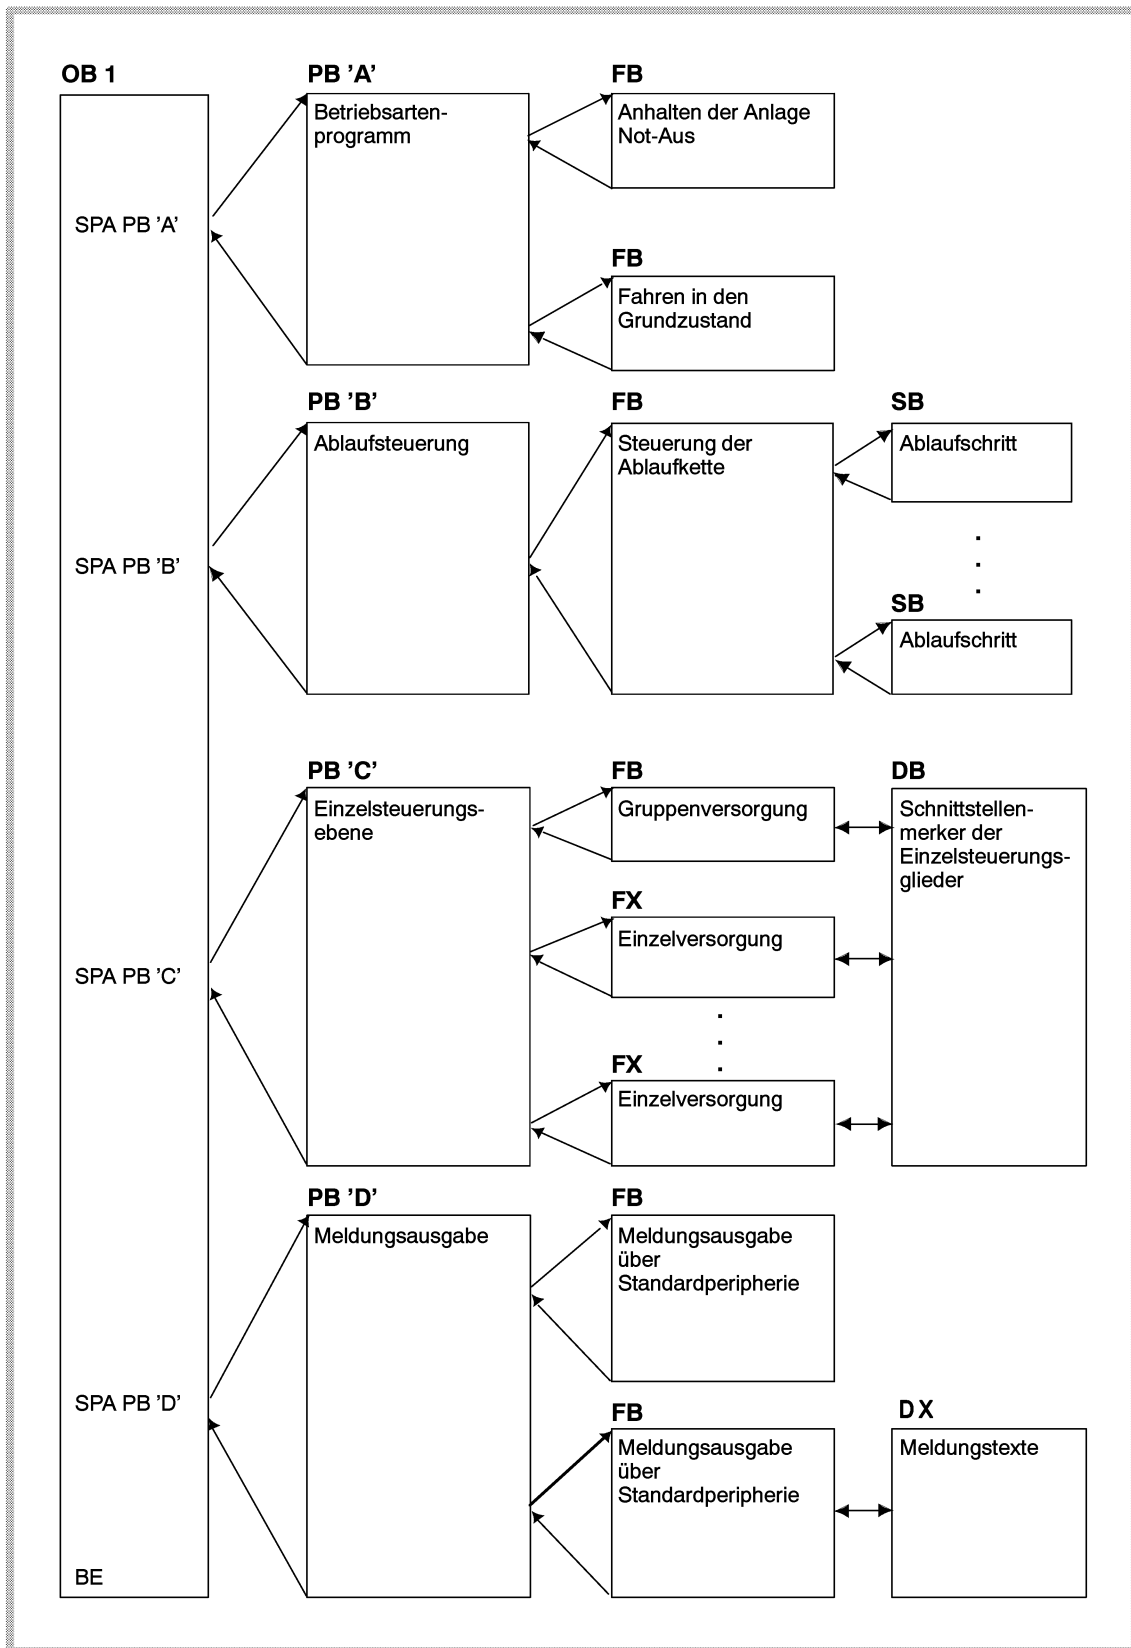 OB 1
SPA PB ’A’
SPA PB ’B’
SPA PB ’C’
SPA PB ’D’
BE
PB ’A’
Betriebsarten-
programm
FB
Anhalten der Anlage
Not-Aus
FB
Fahren in den
Grundzustand
PB ’B’
Ablaufsteuerung
FB
Steuerung der
Ablaufkette
SB
Ablaufschritt
.
.
.
SB
Ablaufschritt
PB ’C’
Einzelsteuerungs-
ebene
FB
Gruppenversorgung
FX
Einzelversorgung
.
.
.
FX
Einzelversorgung
DB
Schnittstellen-
merker der
Einzelsteuerungs-
glieder
PB ’D’
Meldungsausgabe
FB
Meldungsausgabe
über
Standardperipherie
FB
Meldungsausgabe
über
Standardperipherie
DX
Meldungstexte